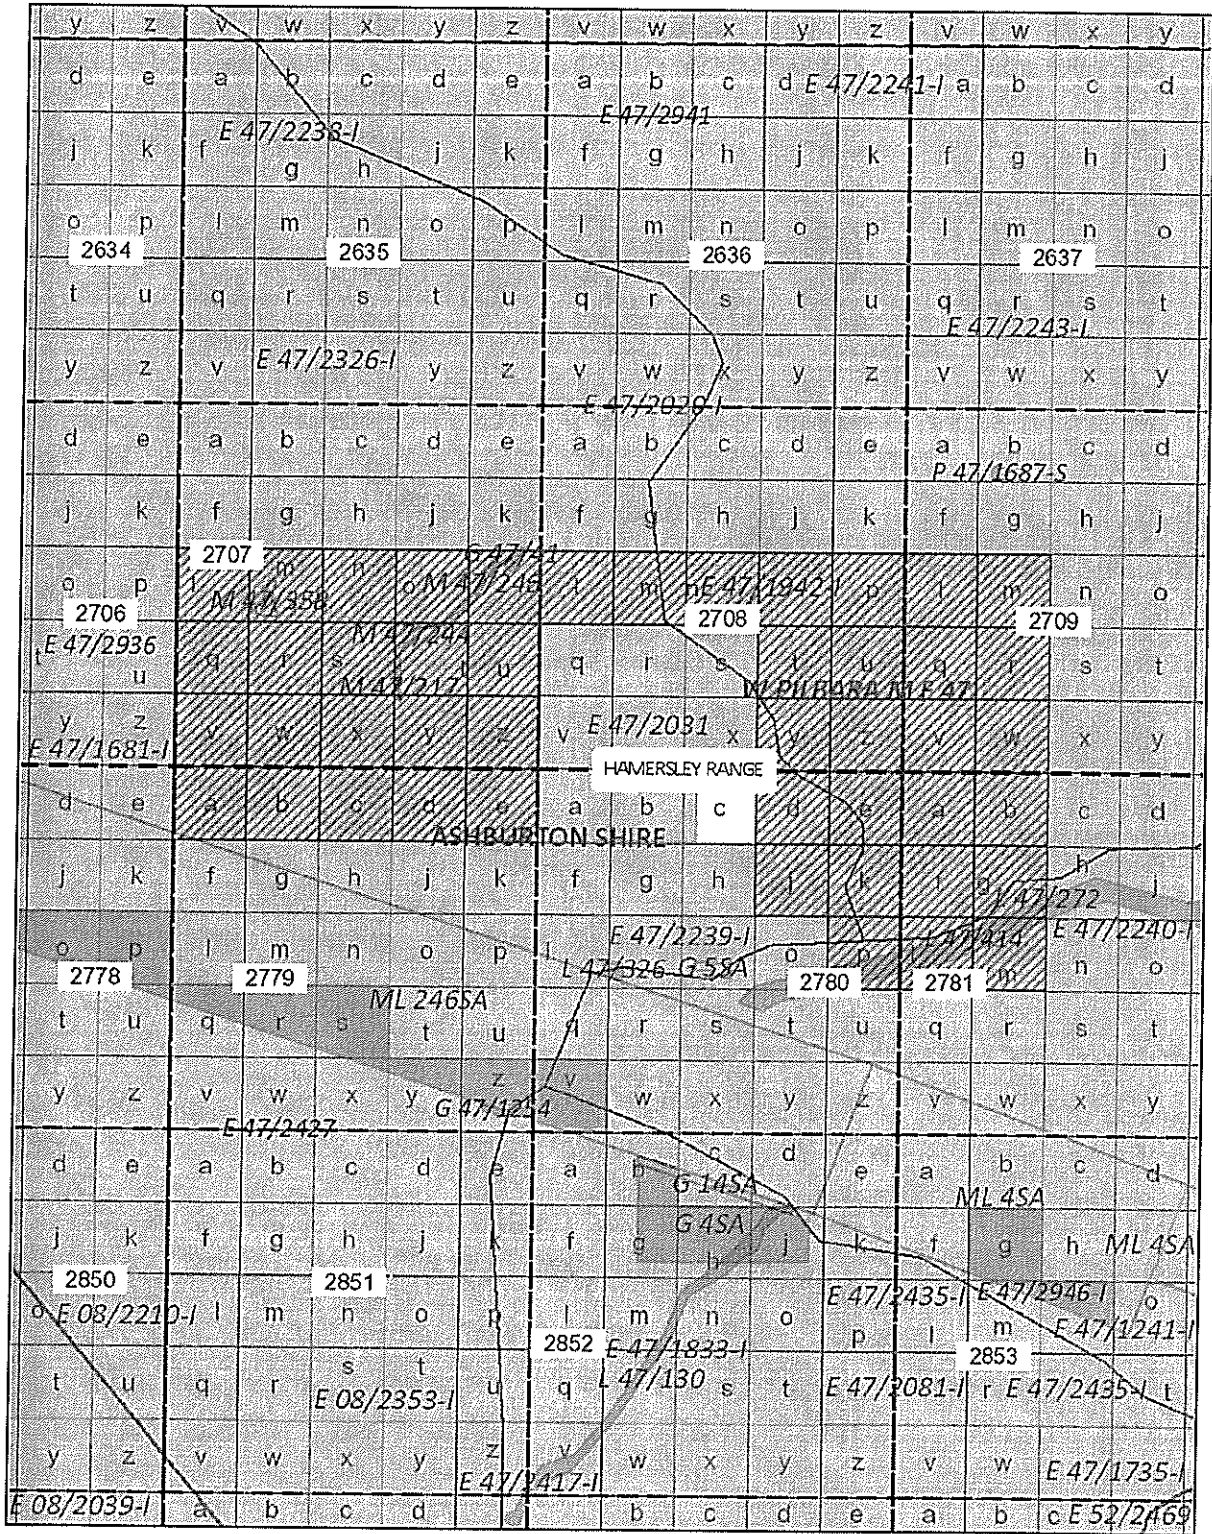 y z v w x y z v w x y z v w x y
d e a b c d e a b c d E 47/2241-I a b c d
E 47/2941
E 47/2238-I
j k f g h j k f g h j k f g h j
o p l m n o p l m n o p l m n o
2634 2635 2636 2637
t u q r s t u q r s t u q r s t
E 47/2243-I
y z v E 47/2326-I y z v w x y z v w x y
E 47/2029-I
d e a b c d e a b c d e a b c d
P 47/1687-S
j k f g h j k f g h j k f g h j
2707 G 47/41
o p l m n o M 47/246 l m n E 47/1942-I p l m n o
M 47/358
2706 2708 2709
M 47/244
E 47/2936
t u q r s t u q r s t u q r s t
M 47/217 W PILBARA M F 47
y z v w x y z v E 47/2031 x y z v w x y
E 47/1681-I
HAMERSLEY RANGE
d e a b c d e a b c d e a b c d
ASHBURTON SHIRE
j k f g h j k f g h j k f g h j
L 47/272
E 47/2239-I E 47/2240-I
o p l m n o p l o p l m n o
L 47/414
L 47/326 G 58A
2778 2779 2780 2781
ML 246SA
t u q r s t u q r s t u q r s t
y z v w x y z v w x y z v w x y
G 47/1254
E 47/2427
d e a b c d e a b c d e a b c d
G 14SA
ML 4SA
G 4SA
j k f g h j k f g h j k f g h ML 4SA
2850 2851
E 47/2435-I E 47/2946-I
o E 08/2210-I l m n o p l m n o p l m E 47/1241-I o
2852 E 47/1833-I 2853
L 47/130
t u q r s t u q s t E 47/2081-I r E 47/2435-I t
E 08/2353-I
y z v w x y z v w x y z v w E 47/1735-I
E 47/2417-I
E 08/2039-I a b c d b c d e a b c E 52/2469